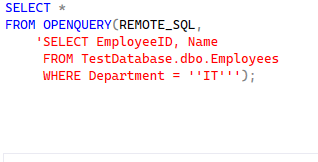 SELECT *
FROM OPENQUERY(REMOTE_SQL,
    'SELECT EmployeeID, Name
     FROM TestDatabase.dbo.Employees
     WHERE Department = ''IT''');